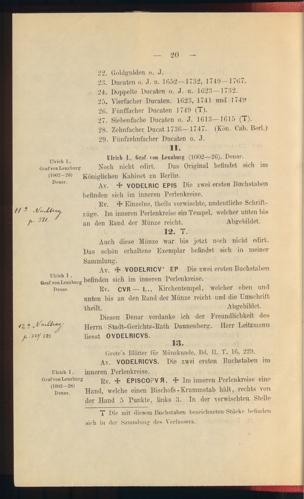 — 20 —
22. Goldgulden o. J.
23. Ducaten o. J. u. 1652—1732, 1749—1767.
24. Doppelte Ducaten o. J. u. 1623—1732.
25. Vierfacher Ducaten. 1623, 1741 und 1749
26. Fünffacher Ducaten 1749 (T).
27. Siebenfache Ducaten o. J. 1613—1615 (T).
28. Zehnfacher Ducat 1736—1747. (Kön. Cab. Berl.)
29. Fünfzehnfacher Ducaten o. J.
11.
Ulrich I., Graf von Lenzburg (1002—26), Denar.
Ulrich I.,
Graf von Lenzburg
(1002—26)
Denar.
Noch nicht edirt. Das Original befindet sich im
Königlichen Kabinet zu Berlin.
Av. ✠ VODELRIC EPIS Die zwei ersten Buchstaben
befinden sich im inneren Perlenkreise.
Rv. ✠ Einzelne, theils verwischte, undeutliche Schrift-
züge. Im inneren Perlenkreise ein Tempel, welcher unten bis
an den Rand der Münze reicht. Abgebildet.
12. T.
Auch diese Münze war bis jetzt noch nicht edirt.
Das schön erhaltene Exemplar befindet sich in meiner
Sammlung.
Ulrich I.,
Graf von Lenzburg
Denar.
Av. ✠ VODELRICV' EP Die zwei ersten Buchstaben
befinden sich im inneren Perlenkreise.
Rv. CVR — I... Kirchentempel, welcher oben und
unten bis an den Rand der Münze reicht und die Umschrift
theilt. Abgebildet.
Diesen Denar verdanke ich der Freundlichkeit des
Herrn Stadt-Gerichts-Rath Dannenberg. Herr Leitzmann
liesst OVDELRICVS.
13.
Grote's Blätter für Münzkunde, Bd. II, T. 16, 229.
Ulrich I.,
Graf von Lenzburg
(1002—26)
Denar.
Av. ✠ VODELRICVS. Die zwei ersten Buchstaben im
inneren Perlenkreise.
Rv. ✠ EPISCOPVR. ✠ Im inneren Perlenkreise eine
Hand, welche einen Bischofs-Krummstab hält, rechts von
der Hand 5 Punkte, links 3. In der verwischten Stelle
T Die mit diesem Buchstaben bezeichneten Stücke befinden
sich in der Sammlung des Verfassers.